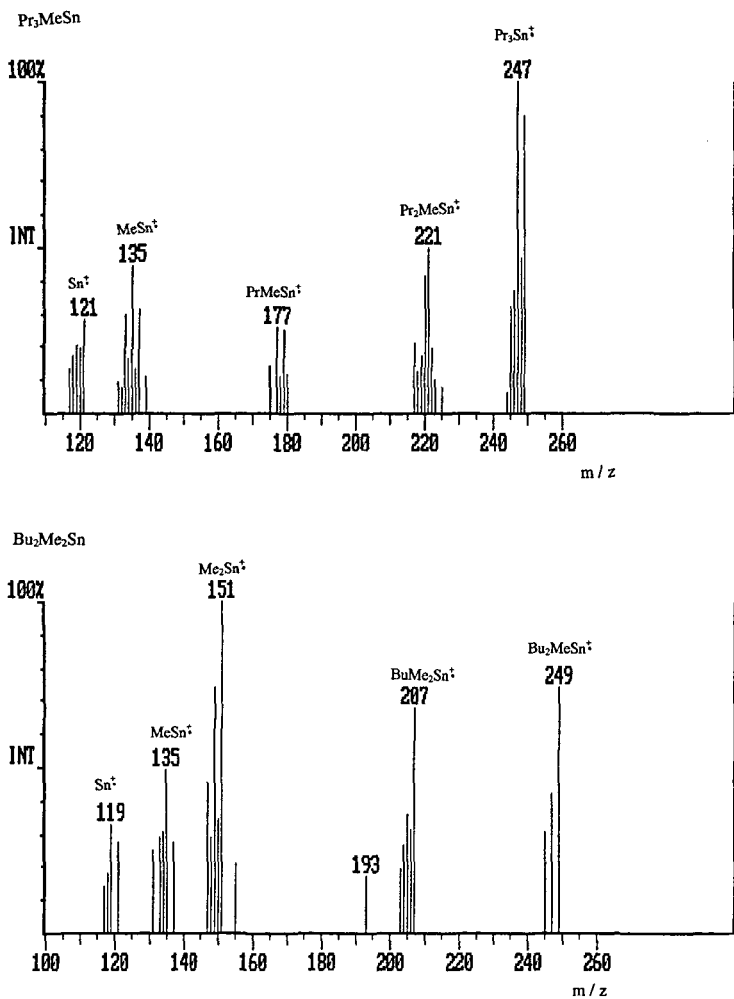 Pr₃MeSn
Pr₃Sn⁺̣
100%
247
Pr₂MeSn⁺̣
INT
MeSn⁺̣
221
135
Sn⁺̣
PrMeSn⁺̣
121
177
120 140 160 180 200 220 240 260
m / z
Bu₂Me₂Sn
Me₂Sn⁺̣
100%
151
BuMe₂Sn⁺̣
Bu₂MeSn⁺̣
207
249
INT
MeSn⁺̣
135
Sn⁺̣
119
193
100 120 140 160 180 200 220 240 260
m / z